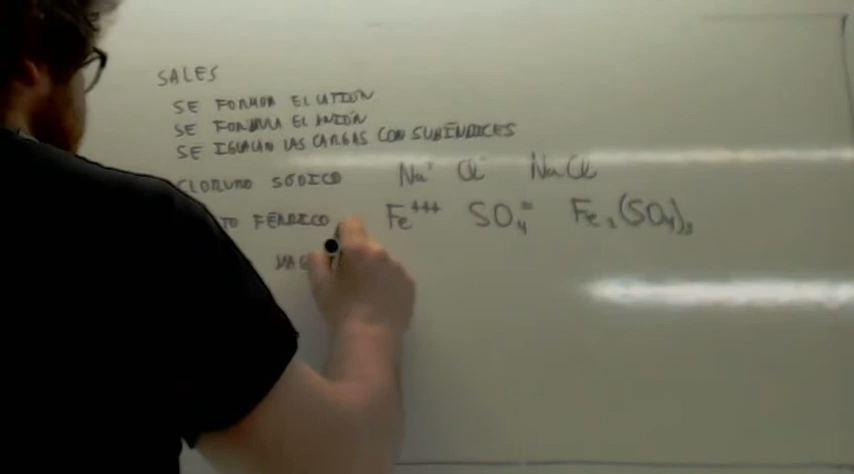 SALES
SE FORMULA EL CATIÓN
SE FORMULA EL ANIÓN
SE IGUALAN LAS CARGAS CON SUBÍNDICES
CLORURO SÓDICO Na⁺ Cl⁻ NaCl
TO FÉRRICO Fe⁺⁺⁺ SO₄⁼ Fe₂(SO₄)₃